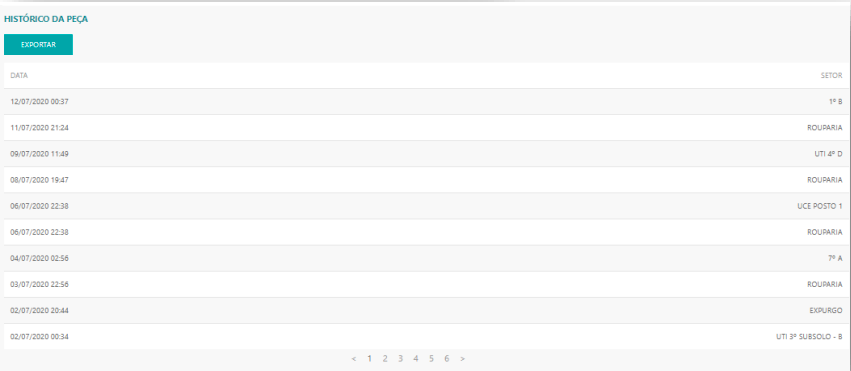 HISTÓRICO DA PEÇA
EXPORTAR
DATA SETOR
12/07/2020 00:37 1º B
11/07/2020 21:24 ROUPARIA
09/07/2020 11:49 UTI 4º D
08/07/2020 19:47 ROUPARIA
06/07/2020 22:38 UCE POSTO 1
06/07/2020 22:38 ROUPARIA
04/07/2020 02:56 7º A
03/07/2020 22:56 ROUPARIA
02/07/2020 20:44 EXPURGO
02/07/2020 00:34 UTI 3º SUBSOLO - B
< 1 2 3 4 5 6 >